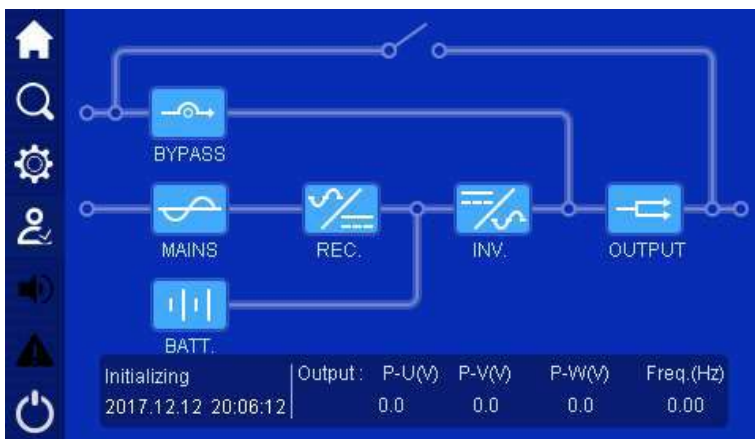 BYPASS
MAINS
REC.
INV.
OUTPUT
BATT.
Initializing
2017.12.12 20:06:12
Output : P-U(V) P-V(V) P-W(V) Freq.(Hz)
0.0 0.0 0.0 0.00